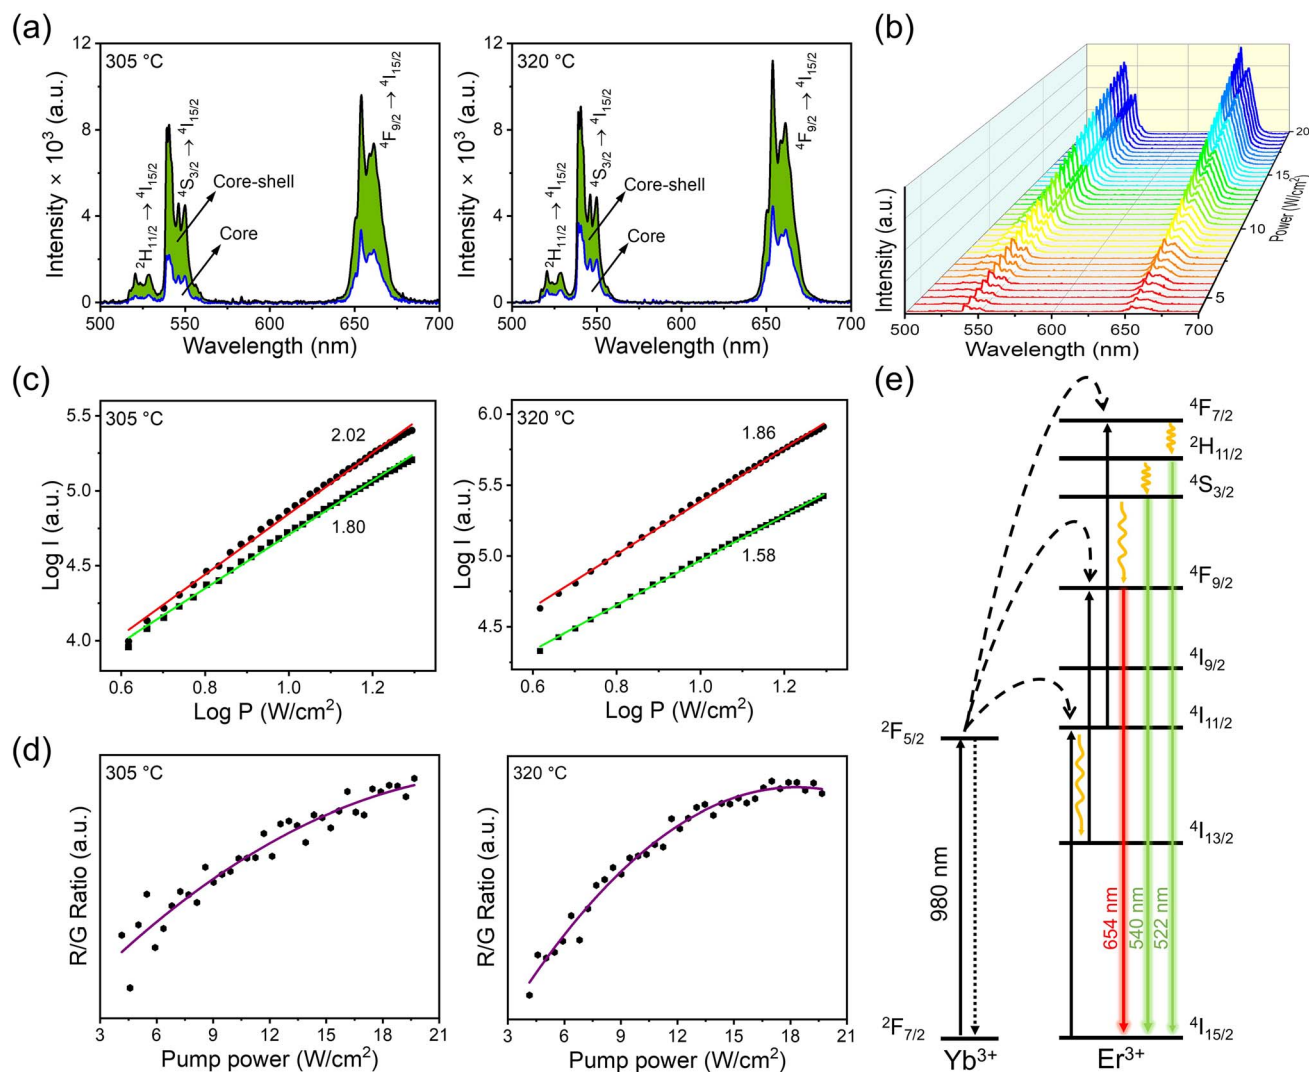 (a)
305 °C
Intensity × 10³ (a.u.)
12
8
4
0
²H₁₁/₂ → ⁴I₁₅/₂
⁴S₃/₂ → ⁴I₁₅/₂
⁴F₉/₂ → ⁴I₁₅/₂
Core-shell
Core
500 550 600 650 700
Wavelength (nm)
320 °C
Intensity × 10³ (a.u.)
12
8
4
0
²H₁₁/₂ → ⁴I₁₅/₂
⁴S₃/₂ → ⁴I₁₅/₂
⁴F₉/₂ → ⁴I₁₅/₂
Core-shell
Core
500 550 600 650 700
Wavelength (nm)
(b)
Intensity (a.u.)
500 550 600 650 700
Wavelength (nm)
5
10
15
20
Power (W/cm²)
(c)
305 °C
Log I (a.u.)
5.5
5.0
4.5
4.0
2.02
1.80
0.6 0.8 1.0 1.2
Log P (W/cm²)
320 °C
Log I (a.u.)
6.0
5.5
5.0
4.5
1.86
1.58
0.6 0.8 1.0 1.2
Log P (W/cm²)
(d)
305 °C
R/G Ratio (a.u.)
3 6 9 12 15 18 21
Pump power (W/cm²)
320 °C
R/G Ratio (a.u.)
3 6 9 12 15 18 21
Pump power (W/cm²)
(e)
⁴F₇/₂
²H₁₁/₂
⁴S₃/₂
⁴F₉/₂
⁴I₉/₂
⁴I₁₁/₂
⁴I₁₃/₂
⁴I₁₅/₂
²F₅/₂
²F₇/₂
980 nm
654 nm
540 nm
522 nm
Yb³⁺
Er³⁺